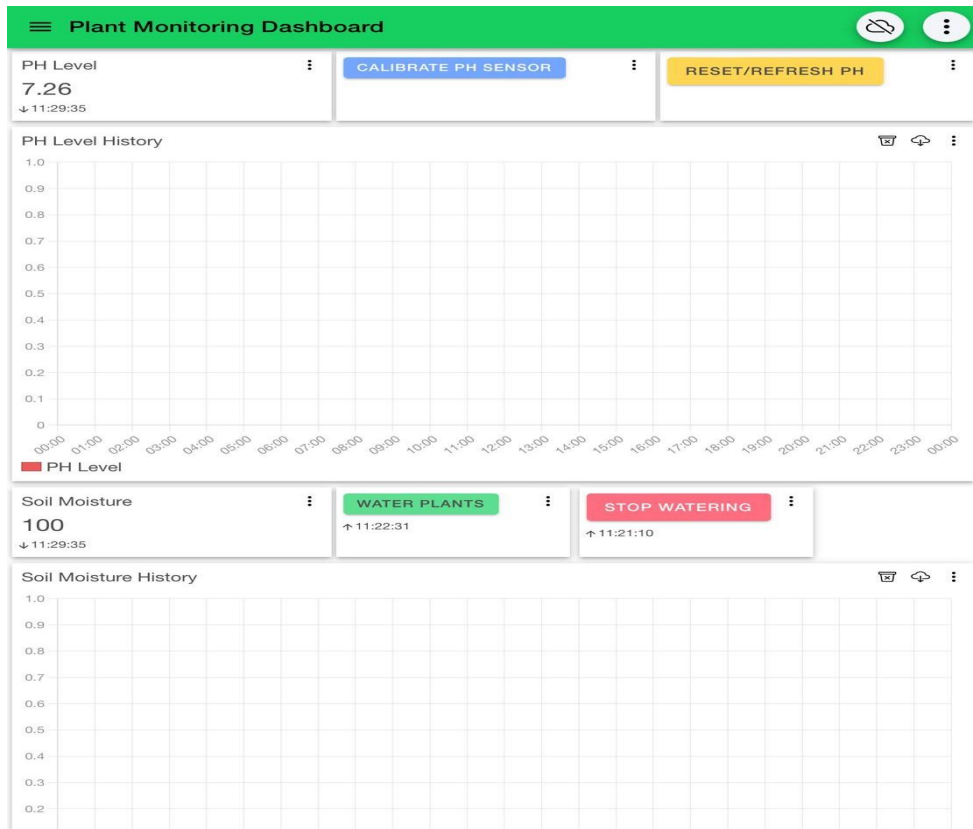 Plant Monitoring Dashboard
PH Level
7.26
↓11:29:35
CALIBRATE PH SENSOR
RESET/REFRESH PH
PH Level History
1.0
0.9
0.8
0.7
0.6
0.5
0.4
0.3
0.2
0.1
0
00:00 01:00 02:00 03:00 04:00 05:00 06:00 07:00 08:00 09:00 10:00 11:00 12:00 13:00 14:00 15:00 16:00 17:00 18:00 19:00 20:00 21:00 22:00 23:00 00:00
PH Level
Soil Moisture
100
↓11:29:35
WATER PLANTS
↑11:22:31
STOP WATERING
↑11:21:10
Soil Moisture History
1.0
0.9
0.8
0.7
0.6
0.5
0.4
0.3
0.2